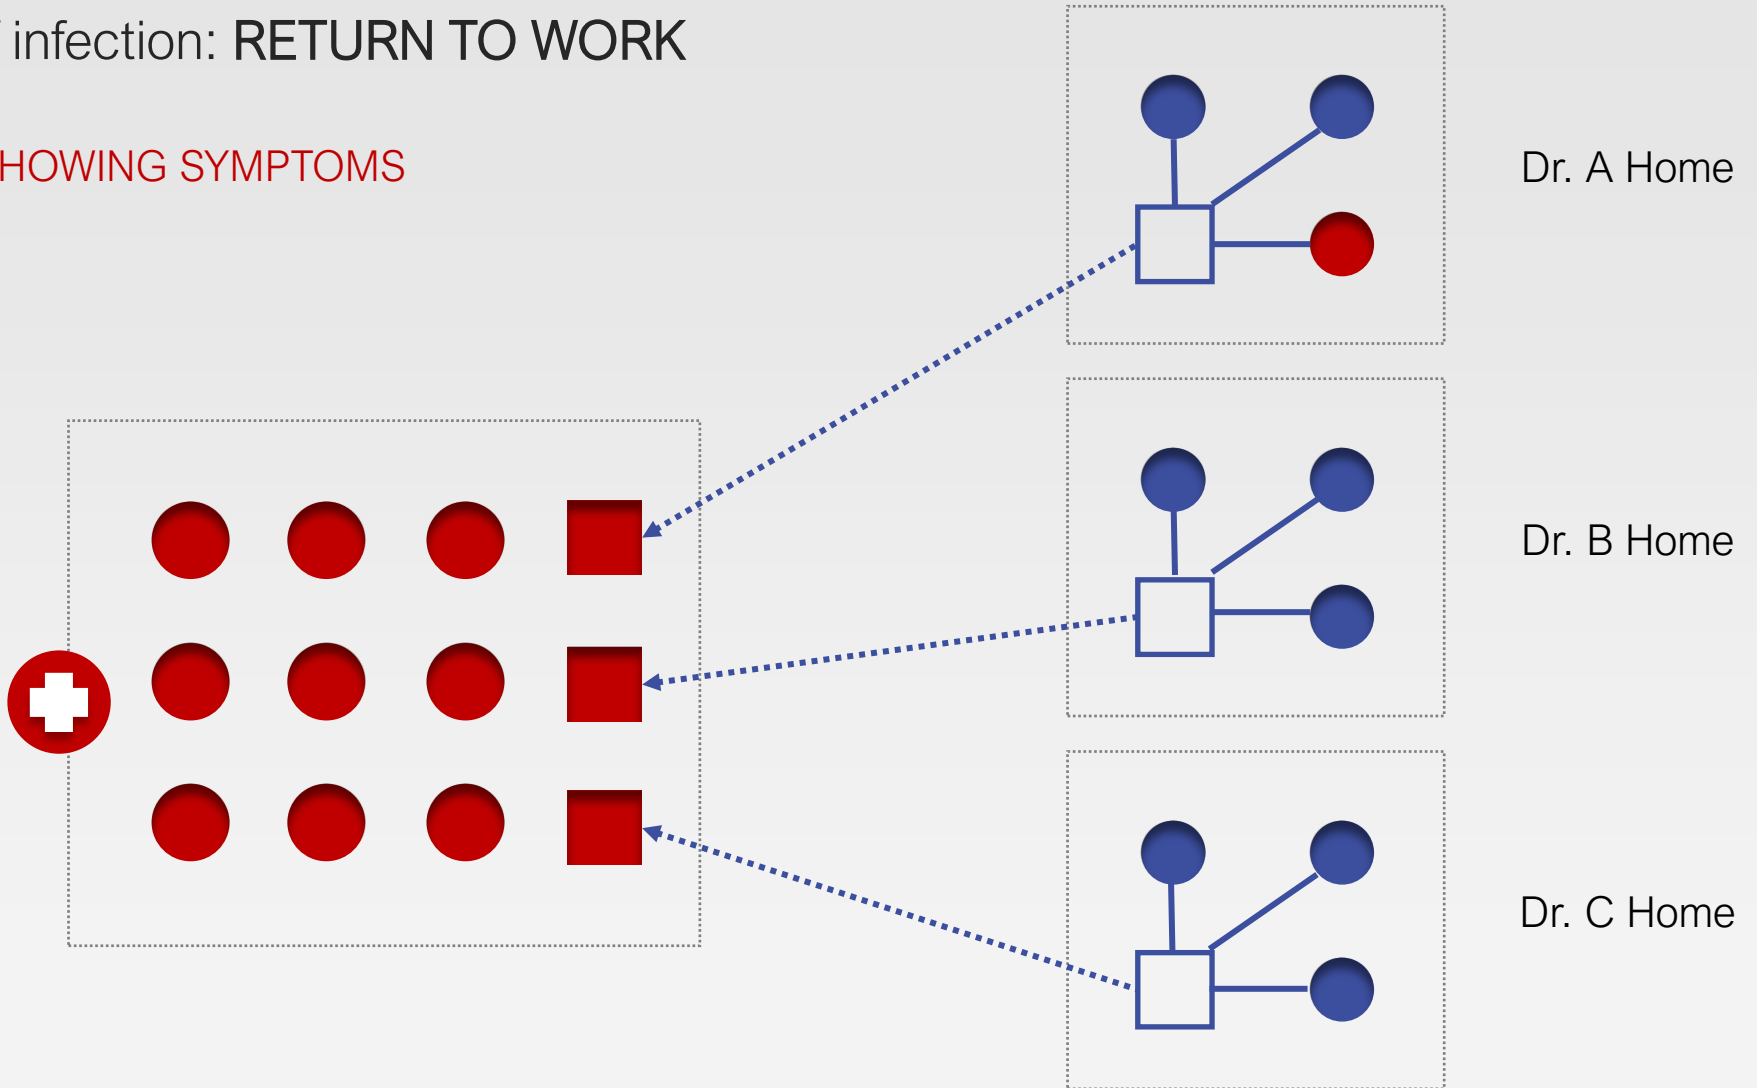 infection: RETURN TO WORK
HOWING SYMPTOMS
Dr. A Home
Dr. B Home
Dr. C Home